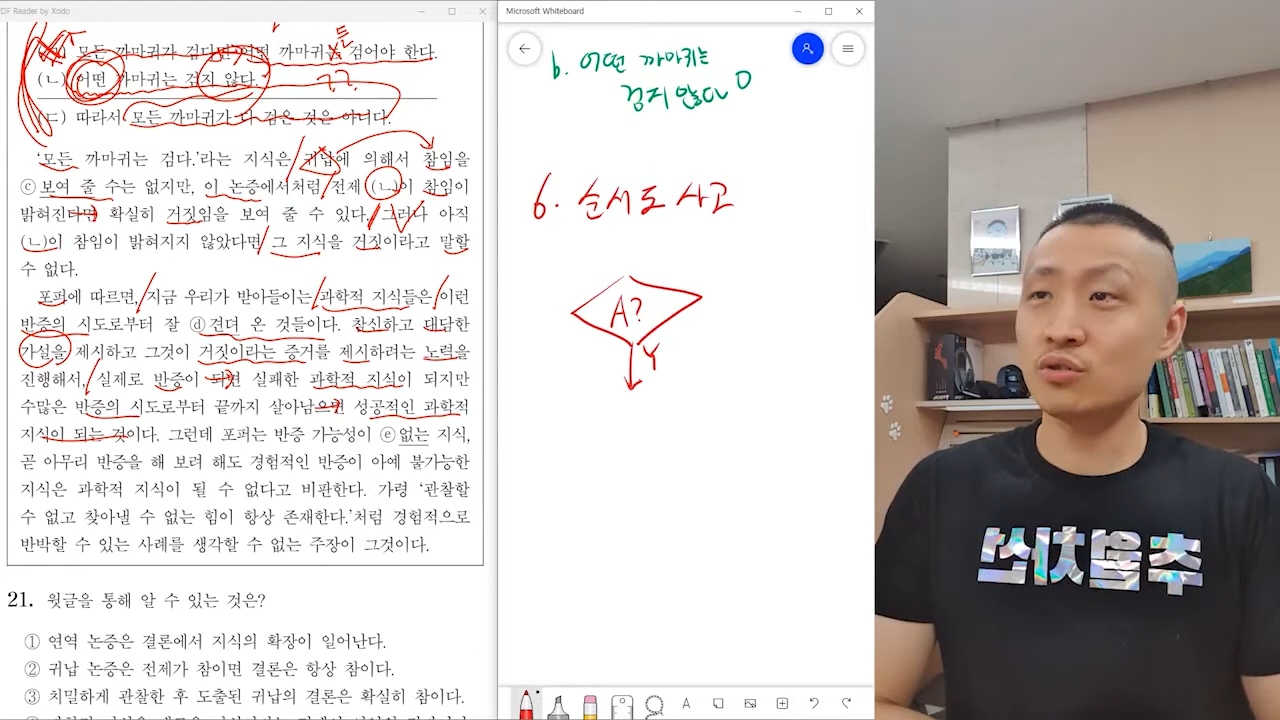 DF Reader by Xodo
모든 까마귀가 검다면 어떤 까마귀는 검어야 한다.
(ㄴ) 어떤 까마귀는 검지 않다.
(ㄷ) 따라서 모든 까마귀가 다 검은 것은 아니다.
‘모든 까마귀는 검다.’라는 지식은 귀납에 의해서 참임을
ⓒ 보여 줄 수는 없지만, 이 논증에서처럼 전제 (ㄴ)이 참임이
밝혀진다면 확실히 거짓임을 보여 줄 수 있다. 그러나 아직
(ㄴ)이 참임이 밝혀지지 않았다면 그 지식을 거짓이라고 말할
수 없다.
포퍼에 따르면, 지금 우리가 받아들이는 과학적 지식들은 이런
반증의 시도로부터 잘 ⓓ 견뎌 온 것들이다. 참신하고 대담한
가설을 제시하고 그것이 거짓이라는 증거를 제시하려는 노력을
진행해서, 실제로 반증이 되면 실패한 과학적 지식이 되지만
수많은 반증의 시도로부터 끝까지 살아남으면 성공적인 과학적
지식이 되는 것이다. 그런데 포퍼는 반증 가능성이 ⓔ 없는 지식,
곧 아무리 반증을 해 보려 해도 경험적인 반증이 아예 불가능한
지식은 과학적 지식이 될 수 없다고 비판한다. 가령 ‘관찰할
수 없고 찾아낼 수 없는 힘이 항상 존재한다.’처럼 경험적으로
반박할 수 있는 사례를 생각할 수 없는 주장이 그것이다.
21. 윗글을 통해 알 수 있는 것은?
① 연역 논증은 결론에서 지식의 확장이 일어난다.
② 귀납 논증은 전제가 참이면 결론은 항상 참이다.
③ 치밀하게 관찰한 후 도출된 귀납의 결론은 확실히 참이다.
Microsoft Whiteboard
b. 어떤 까마귀는
검지 않다 O
6. 순서도 사고
A?
Y